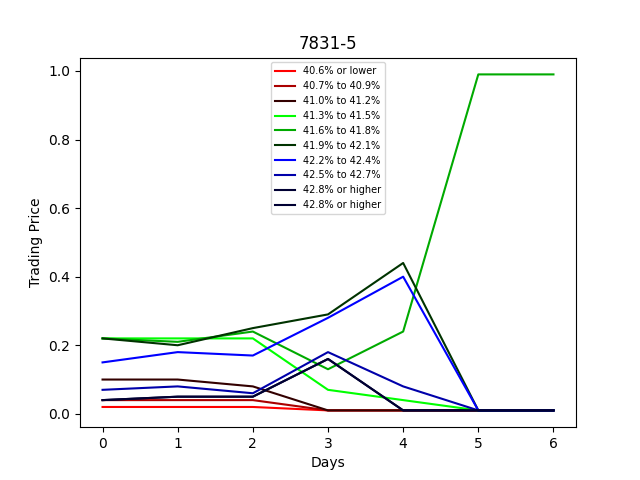 7831-5
1.0
0.8
0.6
0.4
0.2
0.0
Trading Price
40.6% or lower
40.7% to 40.9%
41.0% to 41.2%
41.3% to 41.5%
41.6% to 41.8%
41.9% to 42.1%
42.2% to 42.4%
42.5% to 42.7%
42.8% or higher
42.8% or higher
0 1 2 3 4 5 6
Days